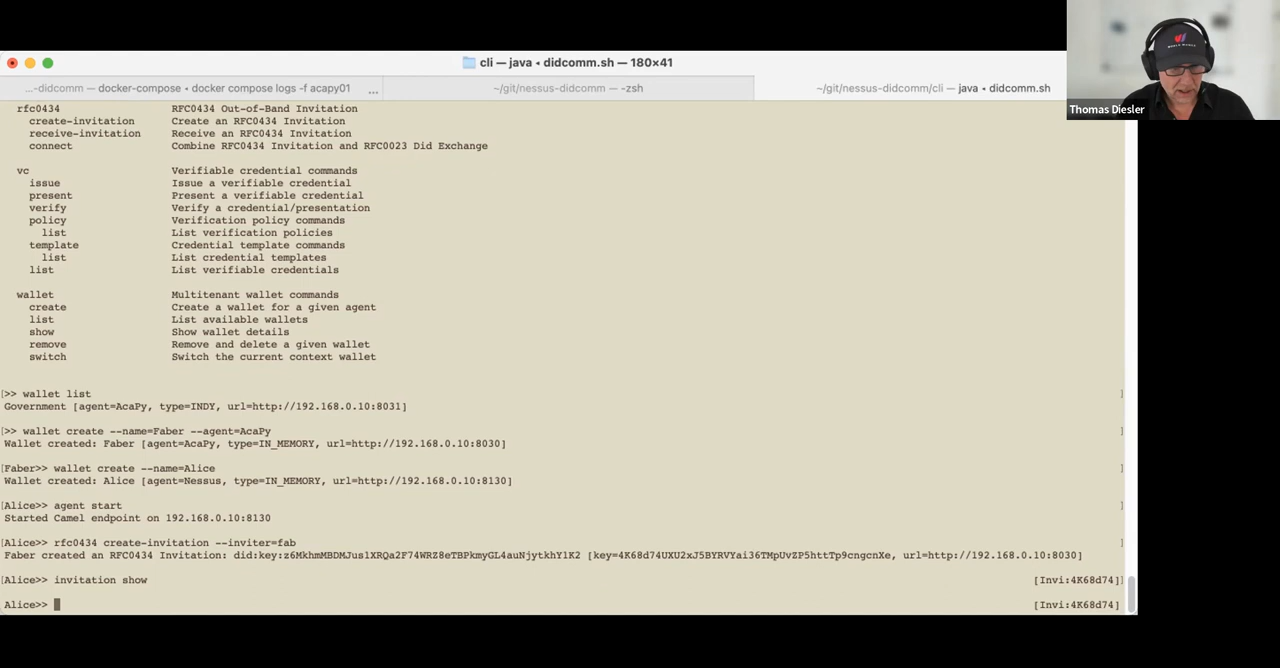 cli — java ◂ didcomm.sh — 180×41
...-didcomm — docker-compose ◂ docker compose logs -f acapy01 ...
~/git/nessus-didcomm — -zsh
~/git/nessus-didcomm/cli — java ◂ didcomm.sh
Thomas Diesler
rfc0434 RFC0434 Out-of-Band Invitation
create-invitation Create an RFC0434 Invitation
receive-invitation Receive an RFC0434 Invitation
connect Combine RFC0434 Invitation and RFC0023 Did Exchange
vc Verifiable credential commands
issue Issue a verifiable credential
present Present a verifiable credential
verify Verify a credential/presentation
policy Verification policy commands
list List verification policies
template Credential template commands
list List credential templates
list List verifiable credentials
wallet Multitenant wallet commands
create Create a wallet for a given agent
list List available wallets
show Show wallet details
remove Remove and delete a given wallet
switch Switch the current context wallet
[>> wallet list ]
Government [agent=AcaPy, type=INDY, url=http://192.168.0.10:8031]
[>> wallet create --name=Faber --agent=AcaPy ]
Wallet created: Faber [agent=AcaPy, type=IN_MEMORY, url=http://192.168.0.10:8030]
[Faber>> wallet create --name=Alice ]
Wallet created: Alice [agent=Nessus, type=IN_MEMORY, url=http://192.168.0.10:8130]
[Alice>> agent start ]
Started Camel endpoint on 192.168.0.10:8130
[Alice>> rfc0434 create-invitation --inviter=fab ]
Faber created an RFC0434 Invitation: did:key:z6MkhmMBDMJus1XRQa2F74WRZ8eTBPkmyGL4auNjytkhY1K2 [key=4K68d74UXU2xJ5BYRVYai36TMpUvZP5httTp9cngcnXe, url=http://192.168.0.10:8030]
[Alice>> invitation show [Invi:4K68d74]]
Alice>> [Invi:4K68d74]